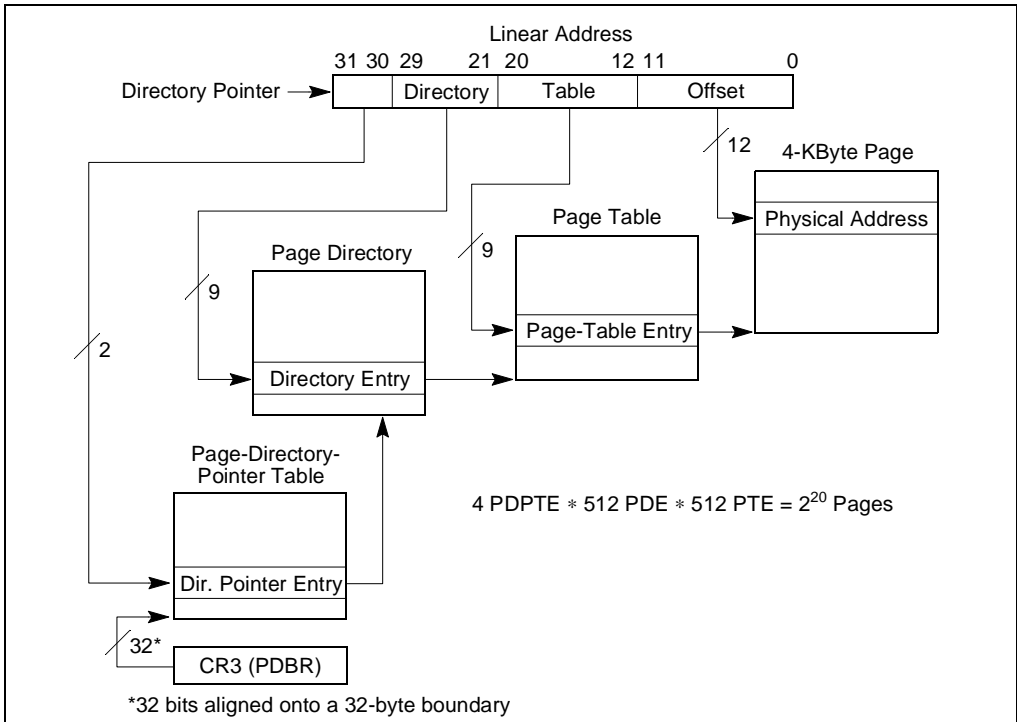 Linear Address
31 30 29 21 20 12 11 0
Directory Pointer Directory Table Offset
12
4-KByte Page
Physical Address
Page Table
9
Page-Table Entry
Page Directory
9
Directory Entry
2
Page-Directory-
Pointer Table
4 PDPTE ∗ 512 PDE ∗ 512 PTE = 2²⁰ Pages
Dir. Pointer Entry
32*
CR3 (PDBR)
*32 bits aligned onto a 32-byte boundary